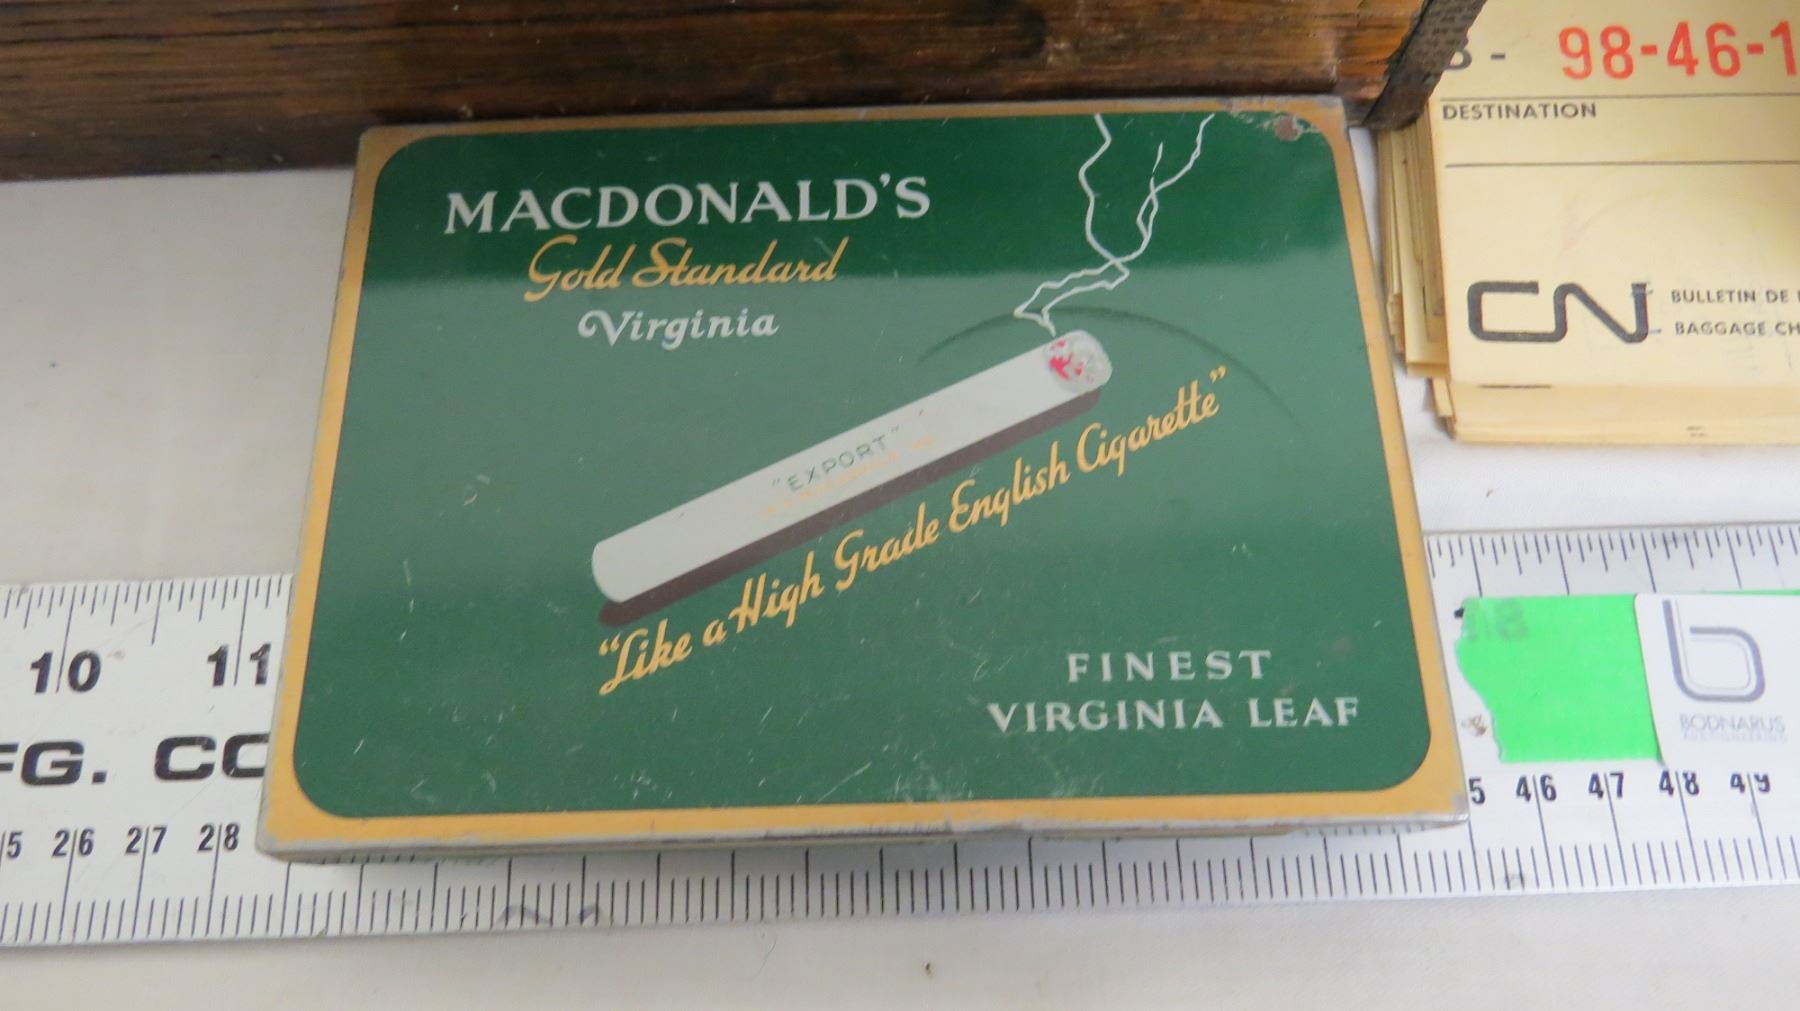 98-46-1
DESTINATION
CN
BULLETIN DE
BAGGAGE CH
MACDONALD'S
Gold Standard
Virginia
"EXPORT"
"Like a High Grade English Cigarette"
FINEST
VIRGINIA LEAF
10 11
FG. CO
5 26 27 28
BODNARUS
5 46 47 48 49